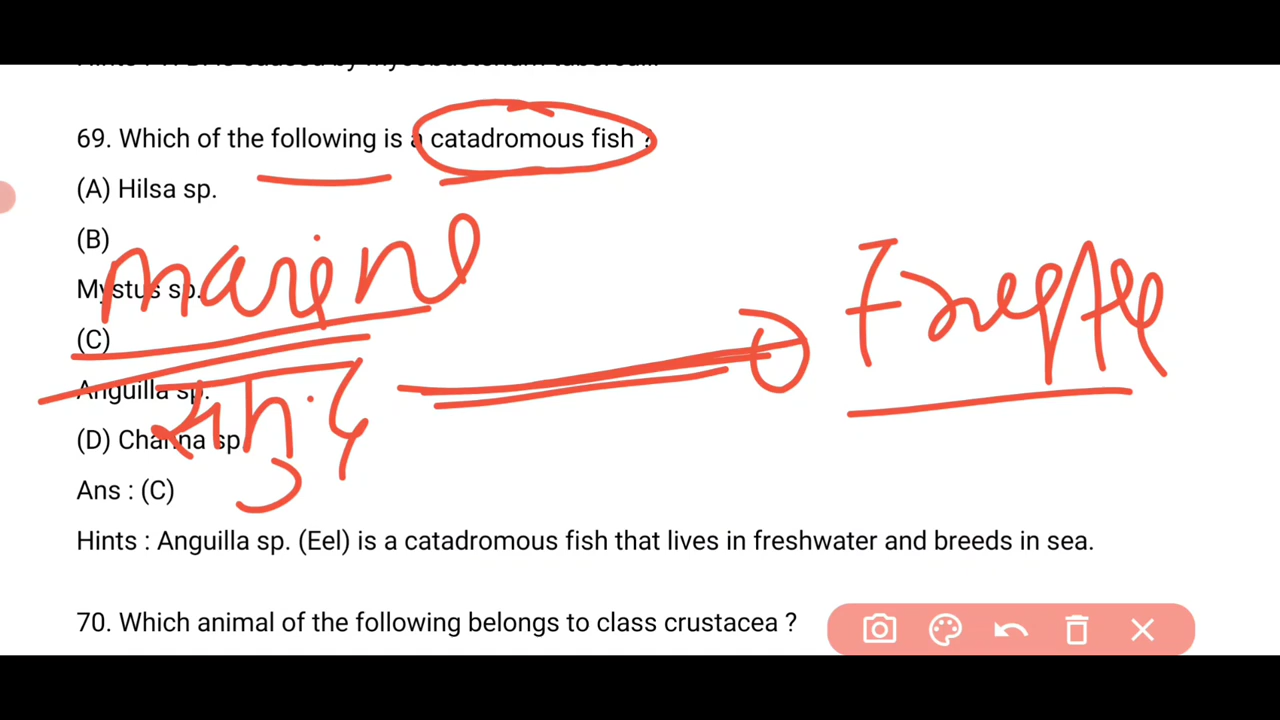 69. Which of the following is a catadromous fish ?
(A) Hilsa sp.
(B)
Mystus sp.
marine
(C)
Anguilla sp.
(D) Channa sp.
Ans : (C)
Hints : Anguilla sp. (Eel) is a catadromous fish that lives in freshwater and breeds in sea.
70. Which animal of the following belongs to class crustacea ?